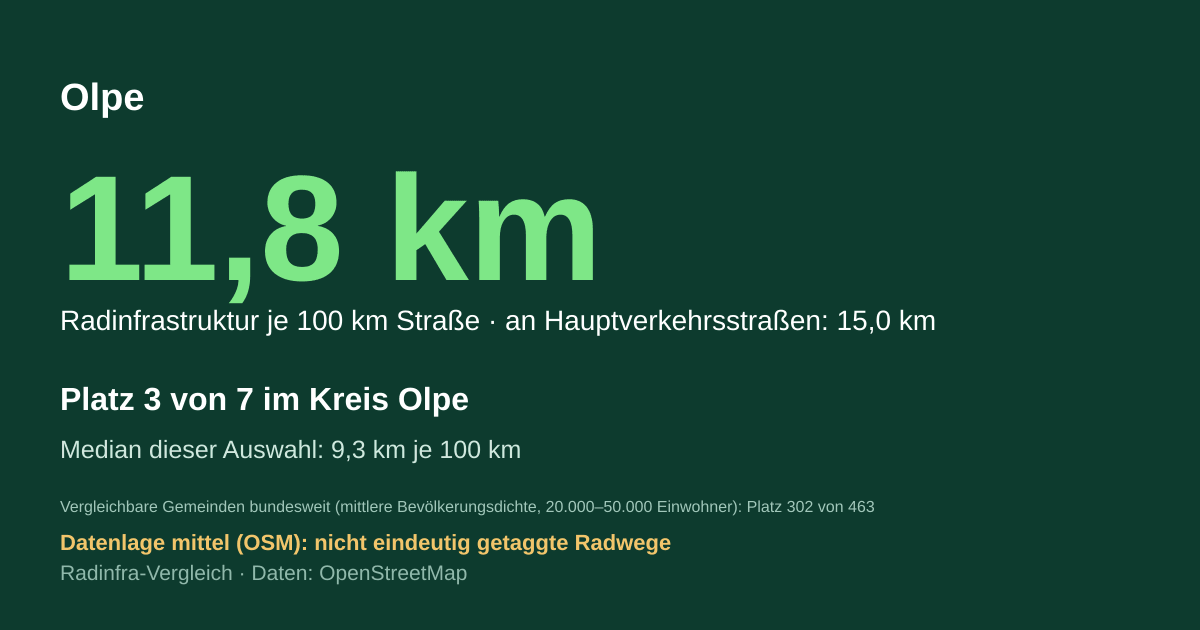 Olpe
11,8 km
Radinfrastruktur je 100 km Straße · an Hauptverkehrsstraßen: 15,0 km
Platz 3 von 7 im Kreis Olpe
Median dieser Auswahl: 9,3 km je 100 km
Vergleichbare Gemeinden bundesweit (mittlere Bevölkerungsdichte, 20.000–50.000 Einwohner): Platz 302 von 463
Datenlage mittel (OSM): nicht eindeutig getaggte Radwege
Radinfra-Vergleich · Daten: OpenStreetMap